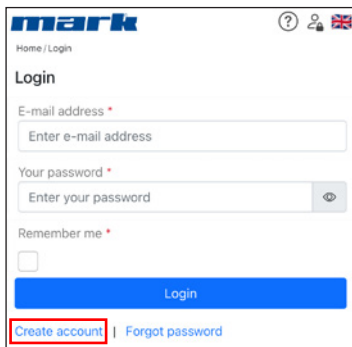 mark
Home / Login
Login
E-mail address *
Enter e-mail address
Your password *
Enter your password
Remember me *
Login
Create account | Forgot password